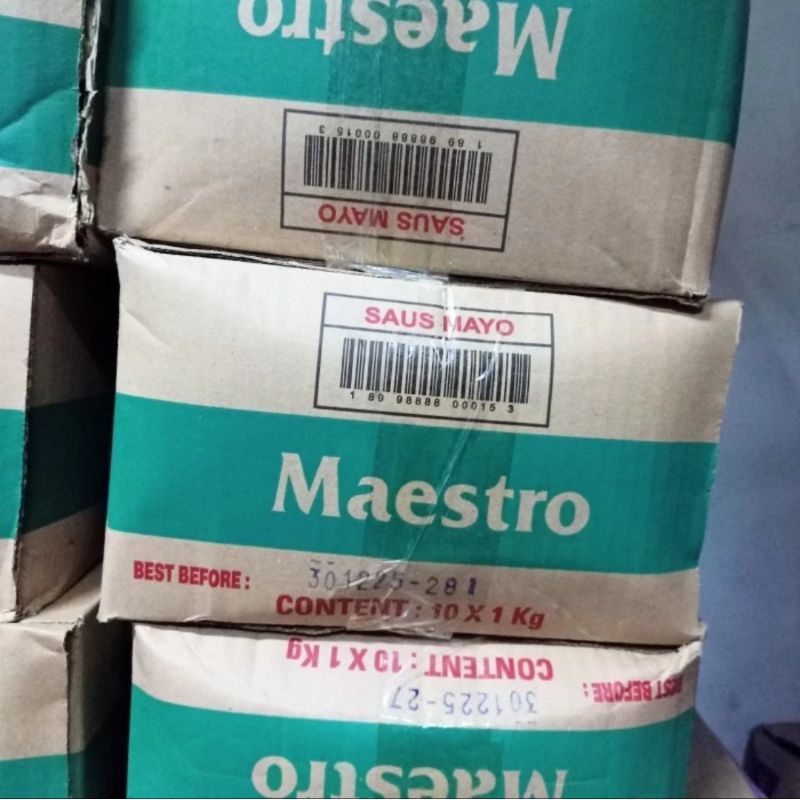 Maestro
1 89 98888 00015 3
SAUS MAYO
SAUS MAYO
1 89 98888 00015 3
Maestro
BEST BEFORE: 301225-281
CONTENT: 10 X 1 Kg
CONTENT: 10 X 1 Kg
BEST BEFORE: 301225-27
Maestro